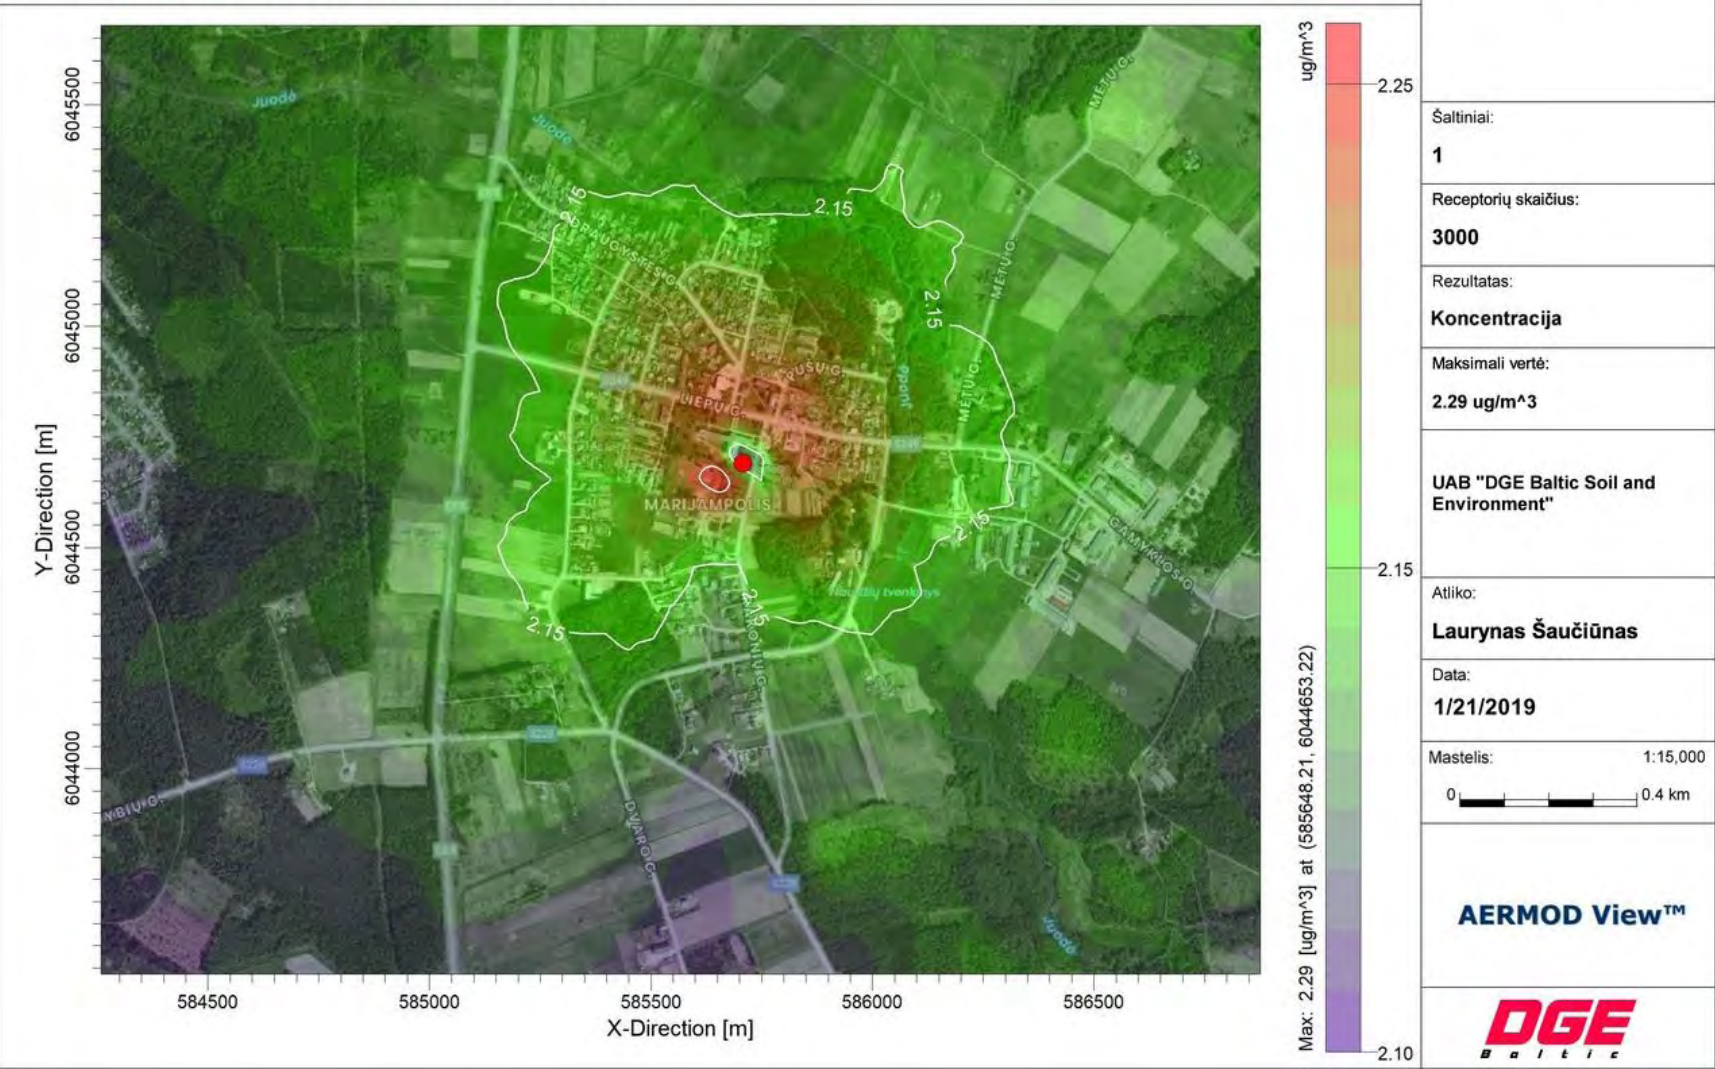 Juodė
Juodė
METŲ G.
2.15
2.15
DRAUGYSTĖS G.
METŲ G.
2.15
Juodė
METŲ G.
LIEPŲ G.
MARIJAMPOLIS
2.15
GAMYKLOS G.
2.15
2.15
DVARO G.
Juodė
6045500
6045000
6044500
6044000
Y-Direction [m]
584500
585000
585500
586000
586500
X-Direction [m]
ug/m^3
2.25
2.15
2.10
Max: 2.29 [ug/m^3] at (585648.21, 6044653.22)
Šaltiniai:
1
Receptorių skaičius:
3000
Rezultatas:
Koncentracija
Maksimali vertė:
2.29 ug/m^3
UAB "DGE Baltic Soil and
Environment"
Atliko:
Laurynas Šaučiūnas
Data:
1/21/2019
Mastelis:
1:15,000
0
0.4 km
AERMOD View™
DGE
Baltic